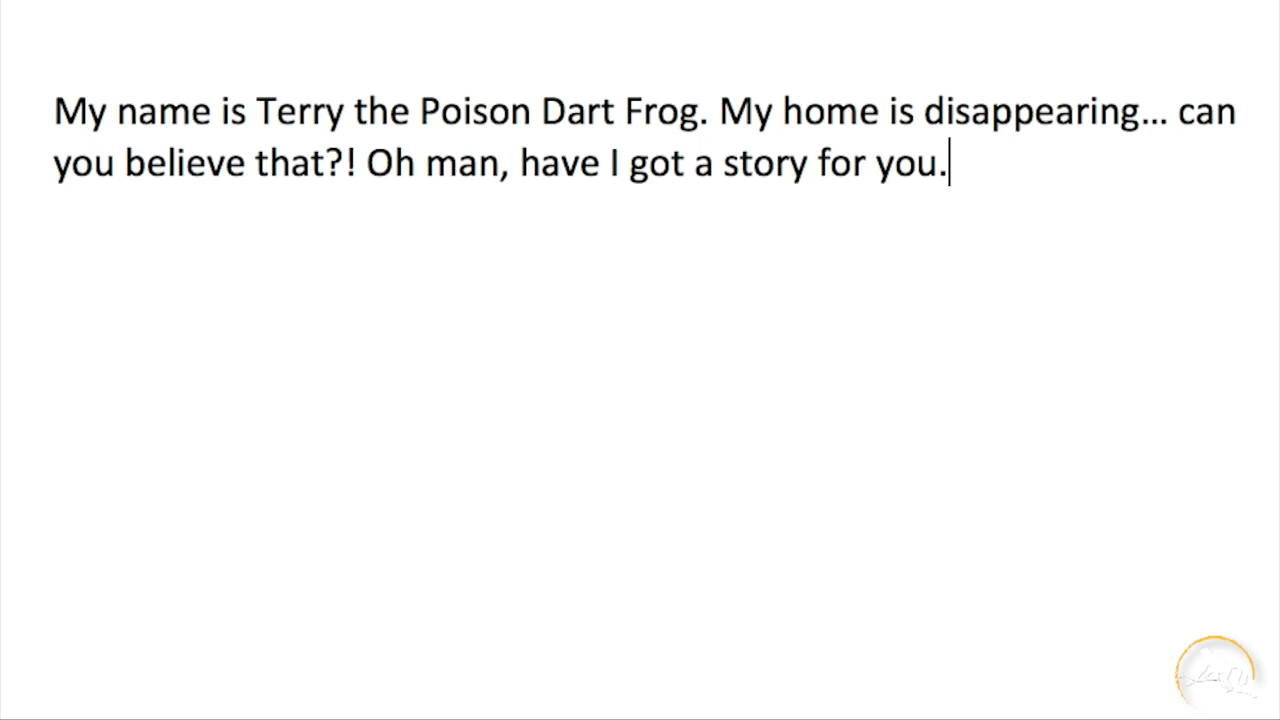 My name is Terry the Poison Dart Frog. My home is disappearing... can
you believe that?! Oh man, have I got a story for you.